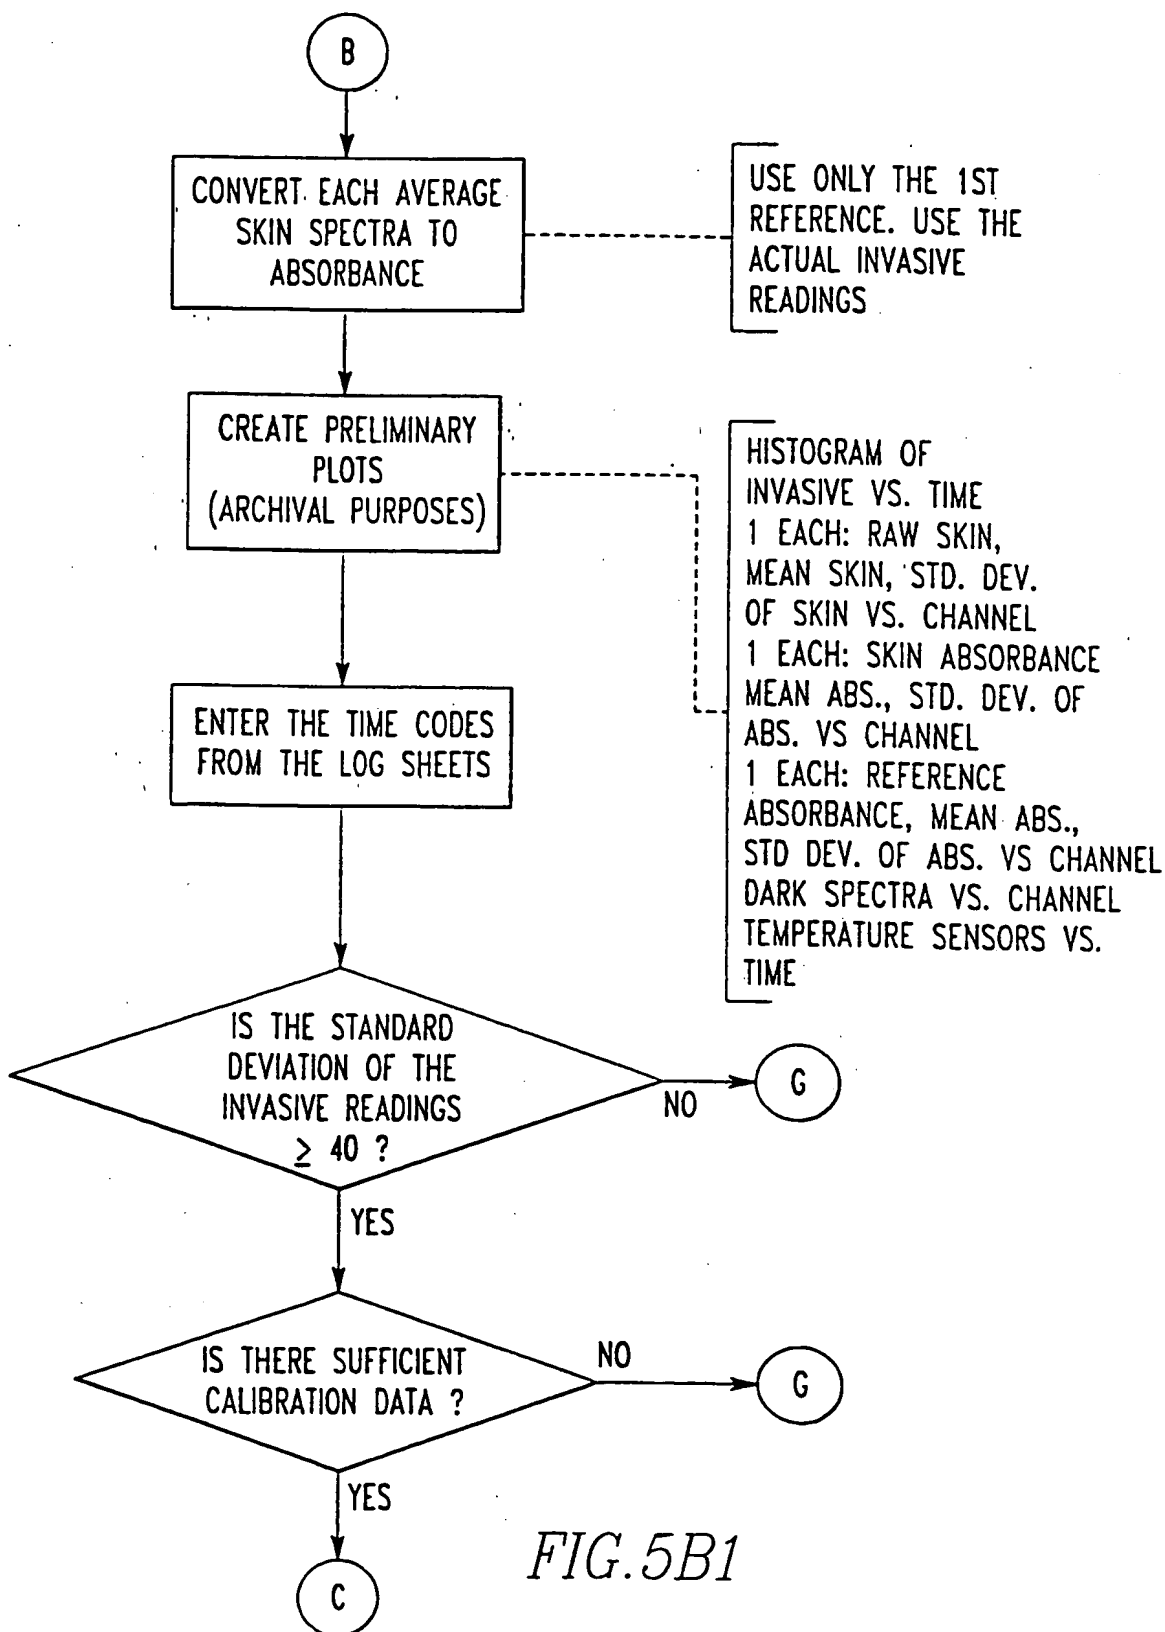 B
CONVERT EACH AVERAGE
SKIN SPECTRA TO
ABSORBANCE
USE ONLY THE 1ST
REFERENCE. USE THE
ACTUAL INVASIVE
READINGS
CREATE PRELIMINARY
PLOTS
(ARCHIVAL PURPOSES)
HISTOGRAM OF
INVASIVE VS. TIME
1 EACH: RAW SKIN,
MEAN SKIN, STD. DEV.
OF SKIN VS. CHANNEL
1 EACH: SKIN ABSORBANCE
MEAN ABS., STD. DEV. OF
ABS. VS CHANNEL
1 EACH: REFERENCE
ABSORBANCE, MEAN ABS.,
STD DEV. OF ABS. VS CHANNEL
DARK SPECTRA VS. CHANNEL
TEMPERATURE SENSORS VS.
TIME
ENTER THE TIME CODES
FROM THE LOG SHEETS
IS THE STANDARD
DEVIATION OF THE
INVASIVE READINGS
≥ 40 ?
NO
G
YES
IS THERE SUFFICIENT
CALIBRATION DATA ?
NO
G
YES
C
FIG.5B1